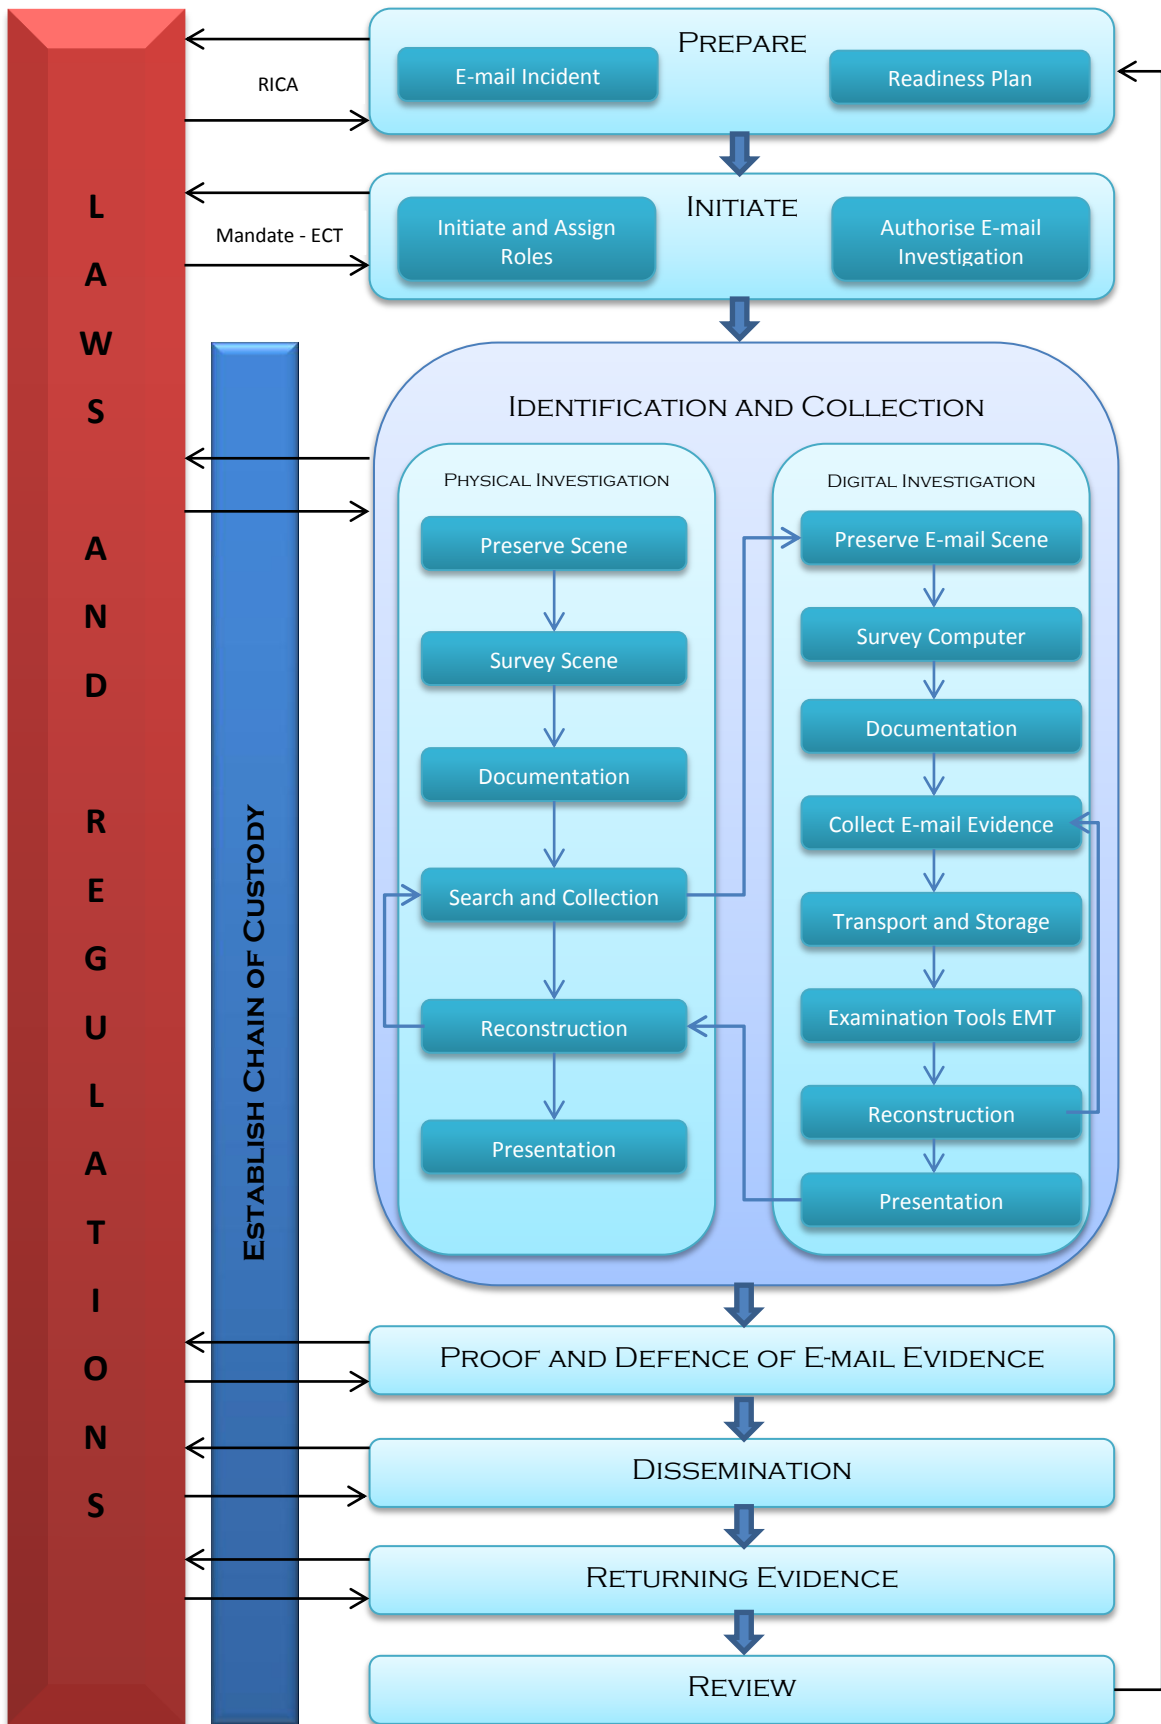 LAWS AND REGULATIONS
ESTABLISH CHAIN OF CUSTODY
RICA
Mandate - ECT
PREPARE
E-mail Incident
Readiness Plan
INITIATE
Initiate and Assign
Roles
Authorise E-mail
Investigation
IDENTIFICATION AND COLLECTION
PHYSICAL INVESTIGATION
Preserve Scene
Survey Scene
Documentation
Search and Collection
Reconstruction
Presentation
DIGITAL INVESTIGATION
Preserve E-mail Scene
Survey Computer
Documentation
Collect E-mail Evidence
Transport and Storage
Examination Tools EMT
Reconstruction
Presentation
PROOF AND DEFENCE OF E-MAIL EVIDENCE
DISSEMINATION
RETURNING EVIDENCE
REVIEW